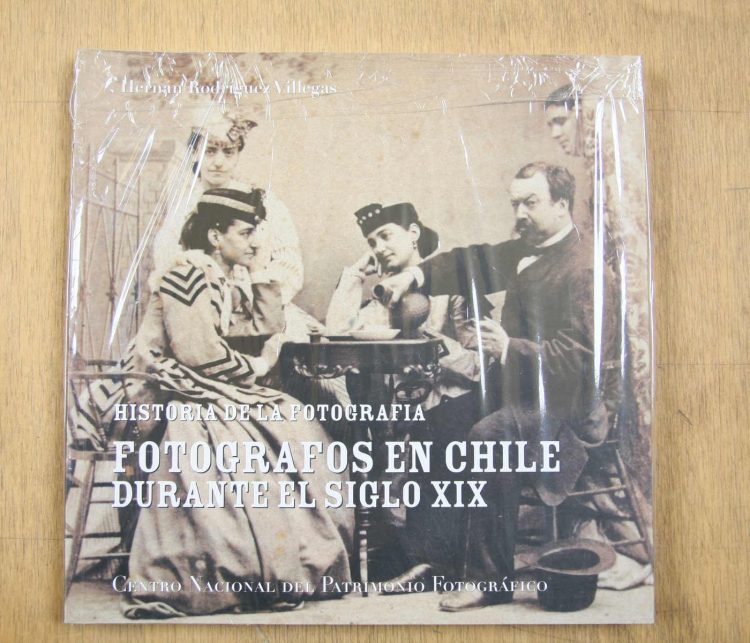 Hernán Rodríguez Villegas
HISTORIA DE LA FOTOGRAFIA
FOTOGRAFOS EN CHILE
DURANTE EL SIGLO XIX
CENTRO NACIONAL DEL PATRIMONIO FOTOGRÁFICO